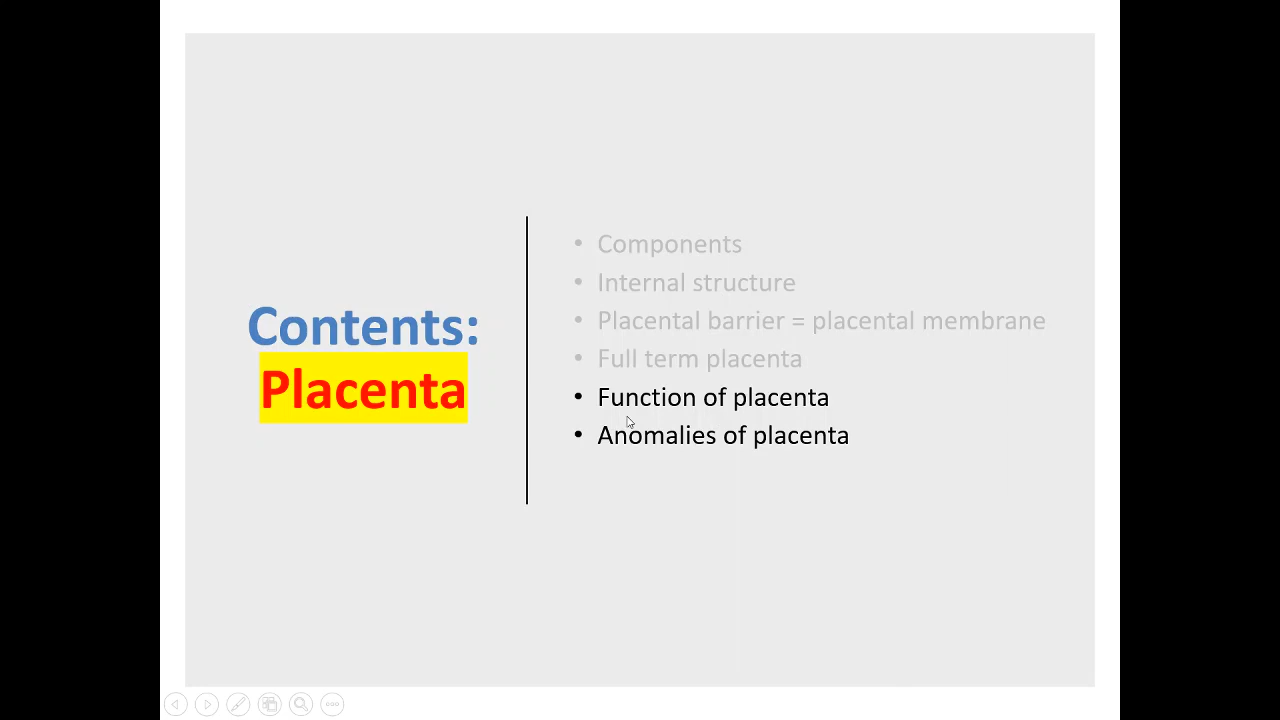 Contents:
Placenta
• Components
• Internal structure
• Placental barrier = placental membrane
• Full term placenta
• Function of placenta
• Anomalies of placenta